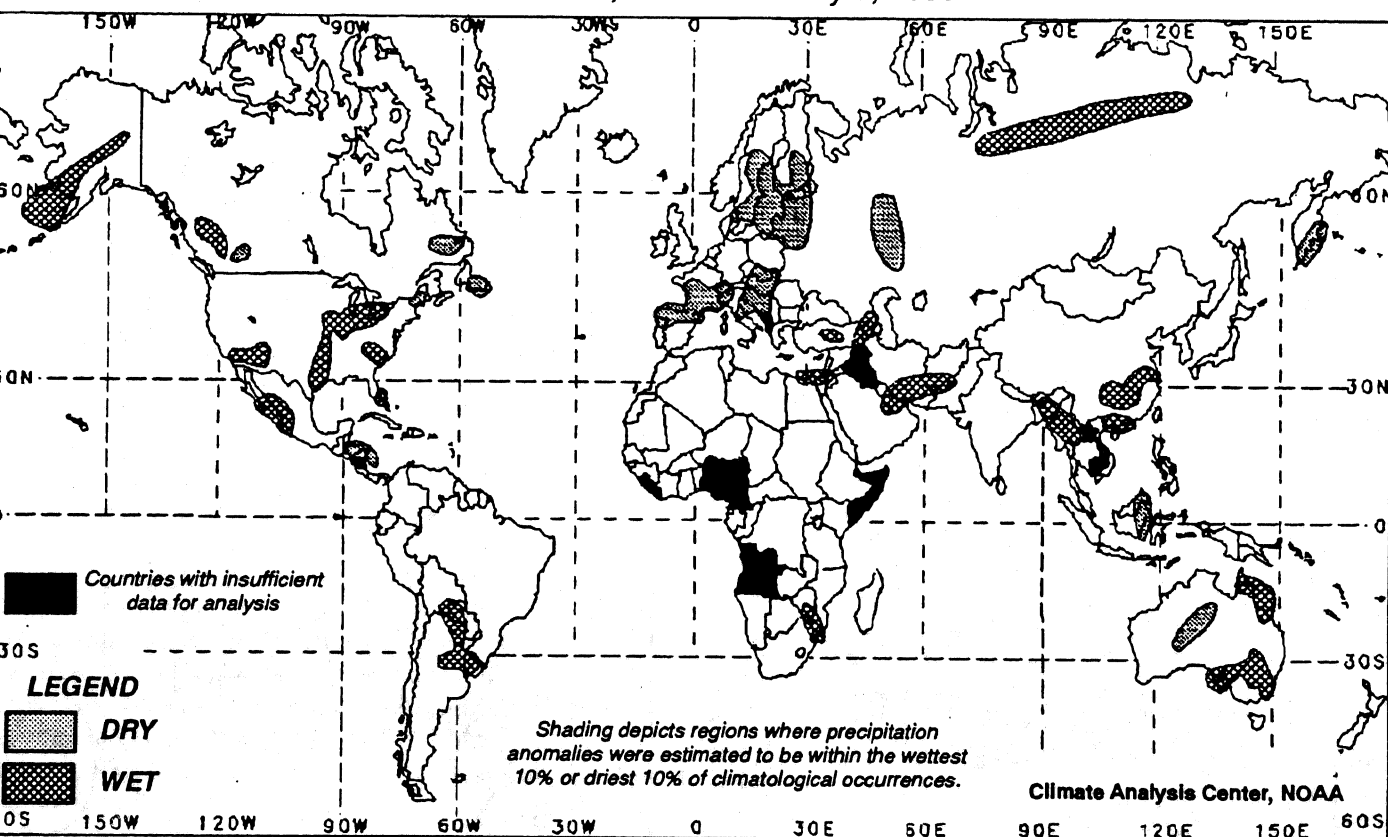 150W 120W 90W 60W 30W 0 30E 60E 90E 120E 150E
60N 60N
30N 30N
0
30S 30S
Countries with insufficient
data for analysis
LEGEND
DRY
WET
Shading depicts regions where precipitation
anomalies were estimated to be within the wettest
10% or driest 10% of climatological occurrences.
Climate Analysis Center, NOAA
0S 150W 120W 90W 60W 30W 0 30E 60E 90E 120E 150E 60S